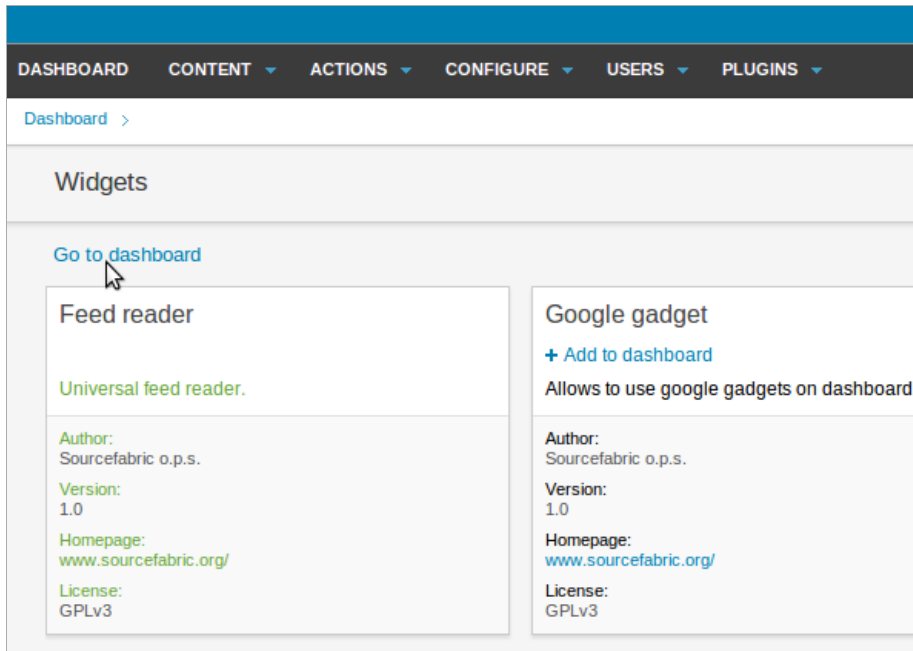 DASHBOARD CONTENT ACTIONS CONFIGURE USERS PLUGINS
Dashboard >
Widgets
Go to dashboard
Feed reader
Universal feed reader.
Author:
Sourcefabric o.p.s.
Version:
1.0
Homepage:
www.sourcefabric.org/
License:
GPLv3
Google gadget
+ Add to dashboard
Allows to use google gadgets on dashboard
Author:
Sourcefabric o.p.s.
Version:
1.0
Homepage:
www.sourcefabric.org/
License:
GPLv3